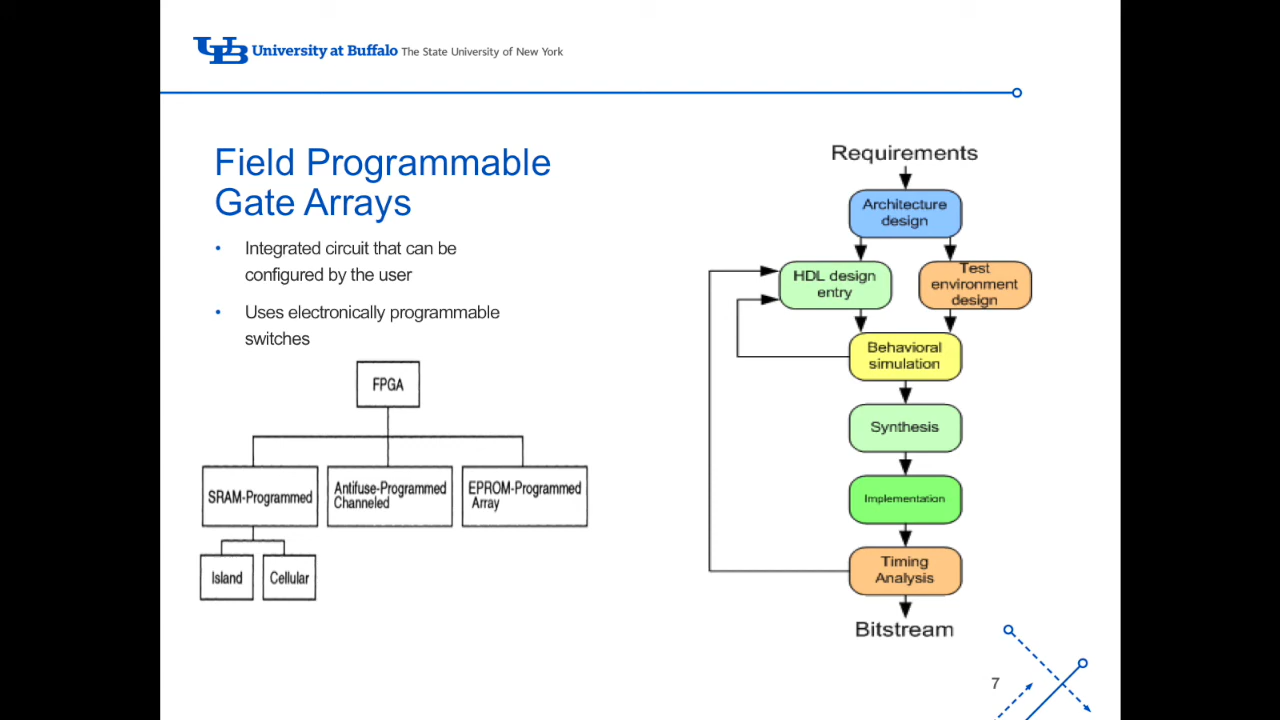 University at Buffalo The State University of New York
Field Programmable
Gate Arrays
• Integrated circuit that can be
configured by the user
• Uses electronically programmable
switches
FPGA
SRAM-Programmed
Antifuse-Programmed
Channeled
EPROM-Programmed
Array
Island
Cellular
Requirements
Architecture
design
HDL design
entry
Test
environment
design
Behavioral
simulation
Synthesis
Implementation
Timing
Analysis
Bitstream
7